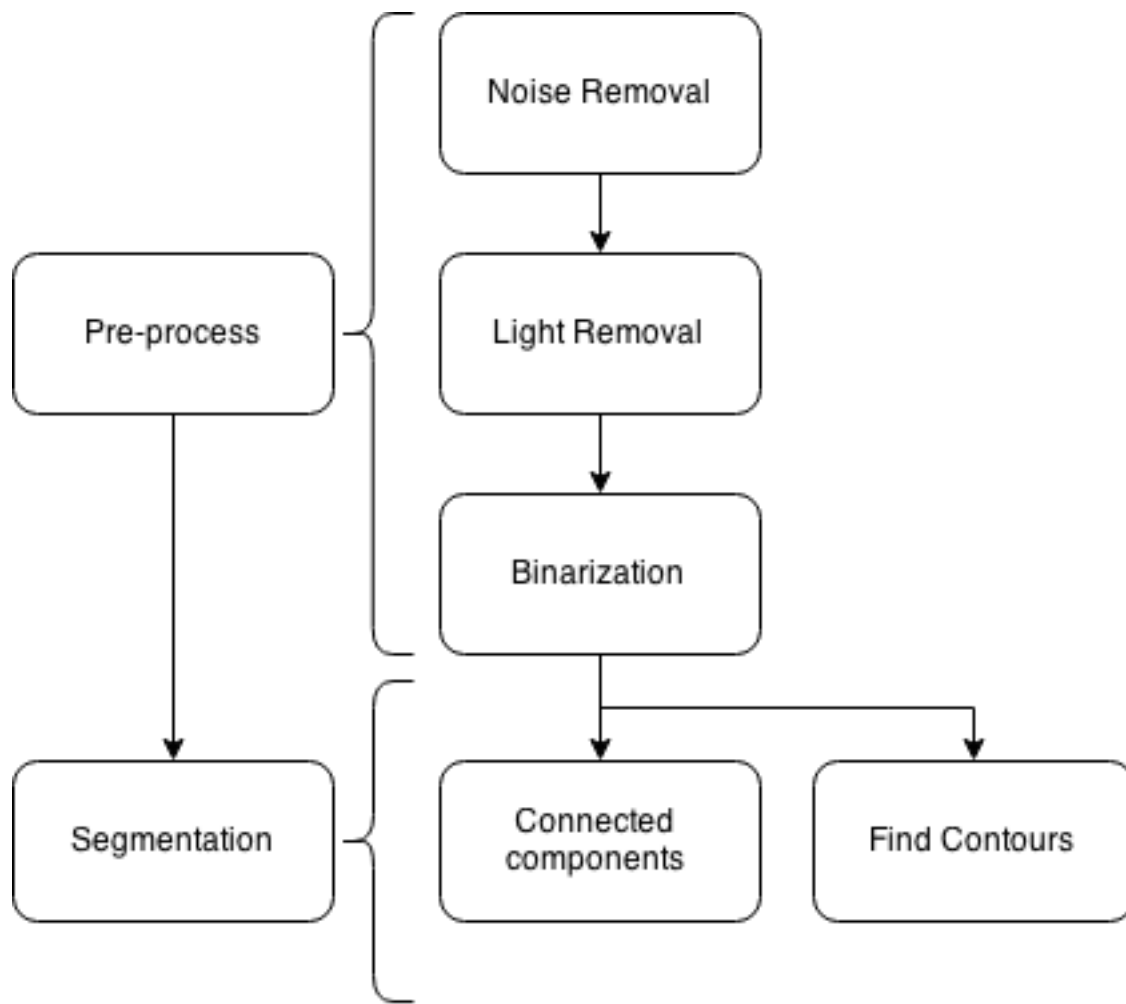 Noise Removal
Pre-process
Light Removal
Binarization
Segmentation
Connected
components
Find Contours